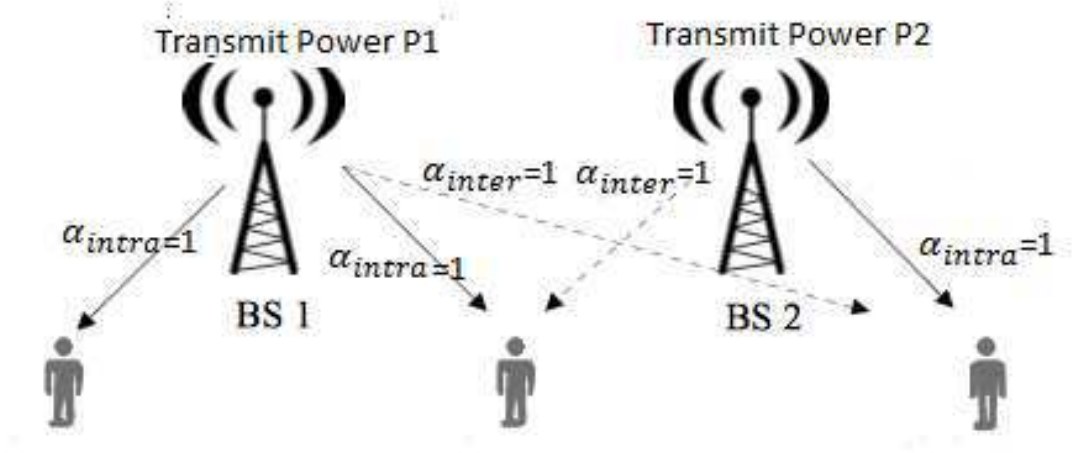 Transmit Power P1
Transmit Power P2
α_inter=1
α_inter=1
α_intra=1
α_intra=1
α_intra=1
BS 1
BS 2